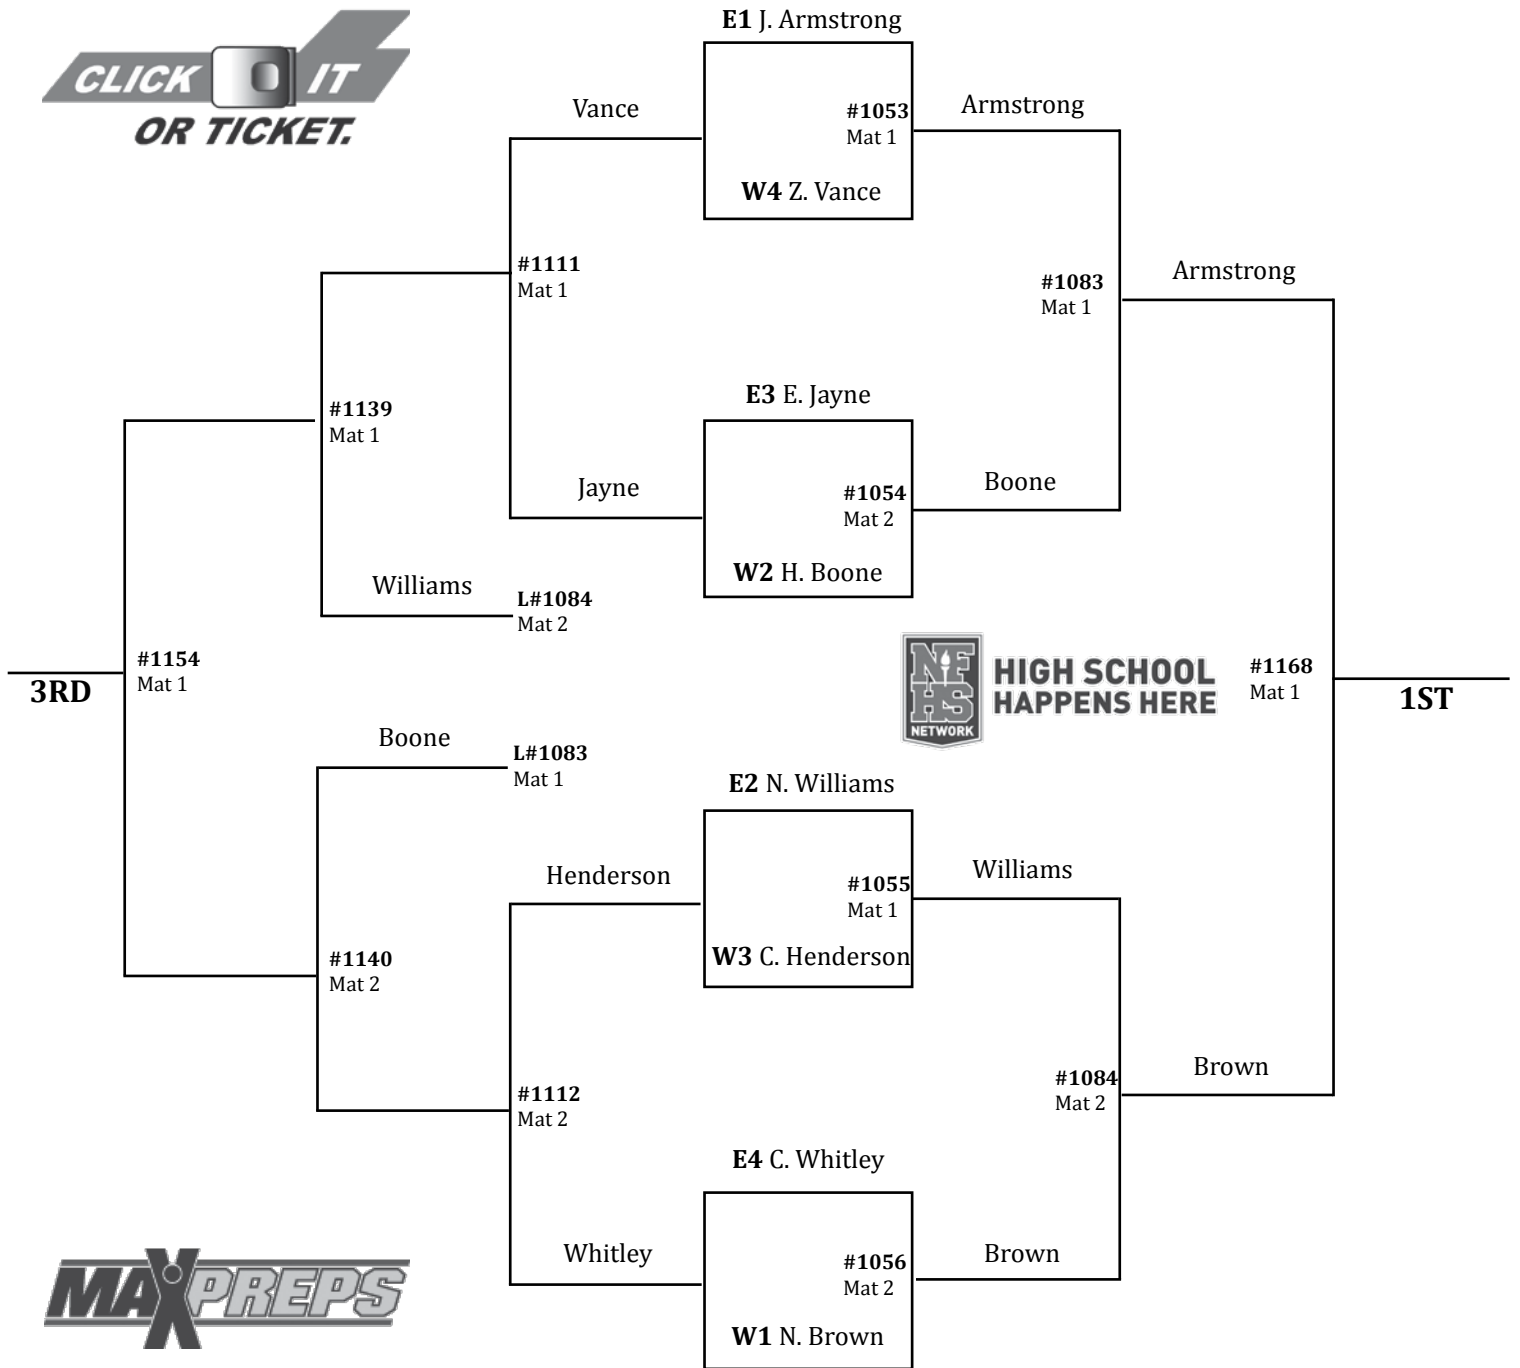 E1 J. Armstrong
CLICK IT
OR TICKET.
Vance
#1053
Mat 1
Armstrong
W4 Z. Vance
#1111
Mat 1
#1083
Mat 1
Armstrong
E3 E. Jayne
#1139
Mat 1
Jayne
#1054
Mat 2
Boone
W2 H. Boone
Williams
L#1084
Mat 2
#1154
Mat 1
3RD
NFHS
NETWORK
HIGH SCHOOL
HAPPENS HERE
#1168
Mat 1
1ST
Boone
L#1083
Mat 1
E2 N. Williams
Henderson
#1055
Mat 1
Williams
W3 C. Henderson
#1140
Mat 2
#1112
Mat 2
#1084
Mat 2
Brown
E4 C. Whitley
Whitley
#1056
Mat 2
Brown
W1 N. Brown
MAXPREPS